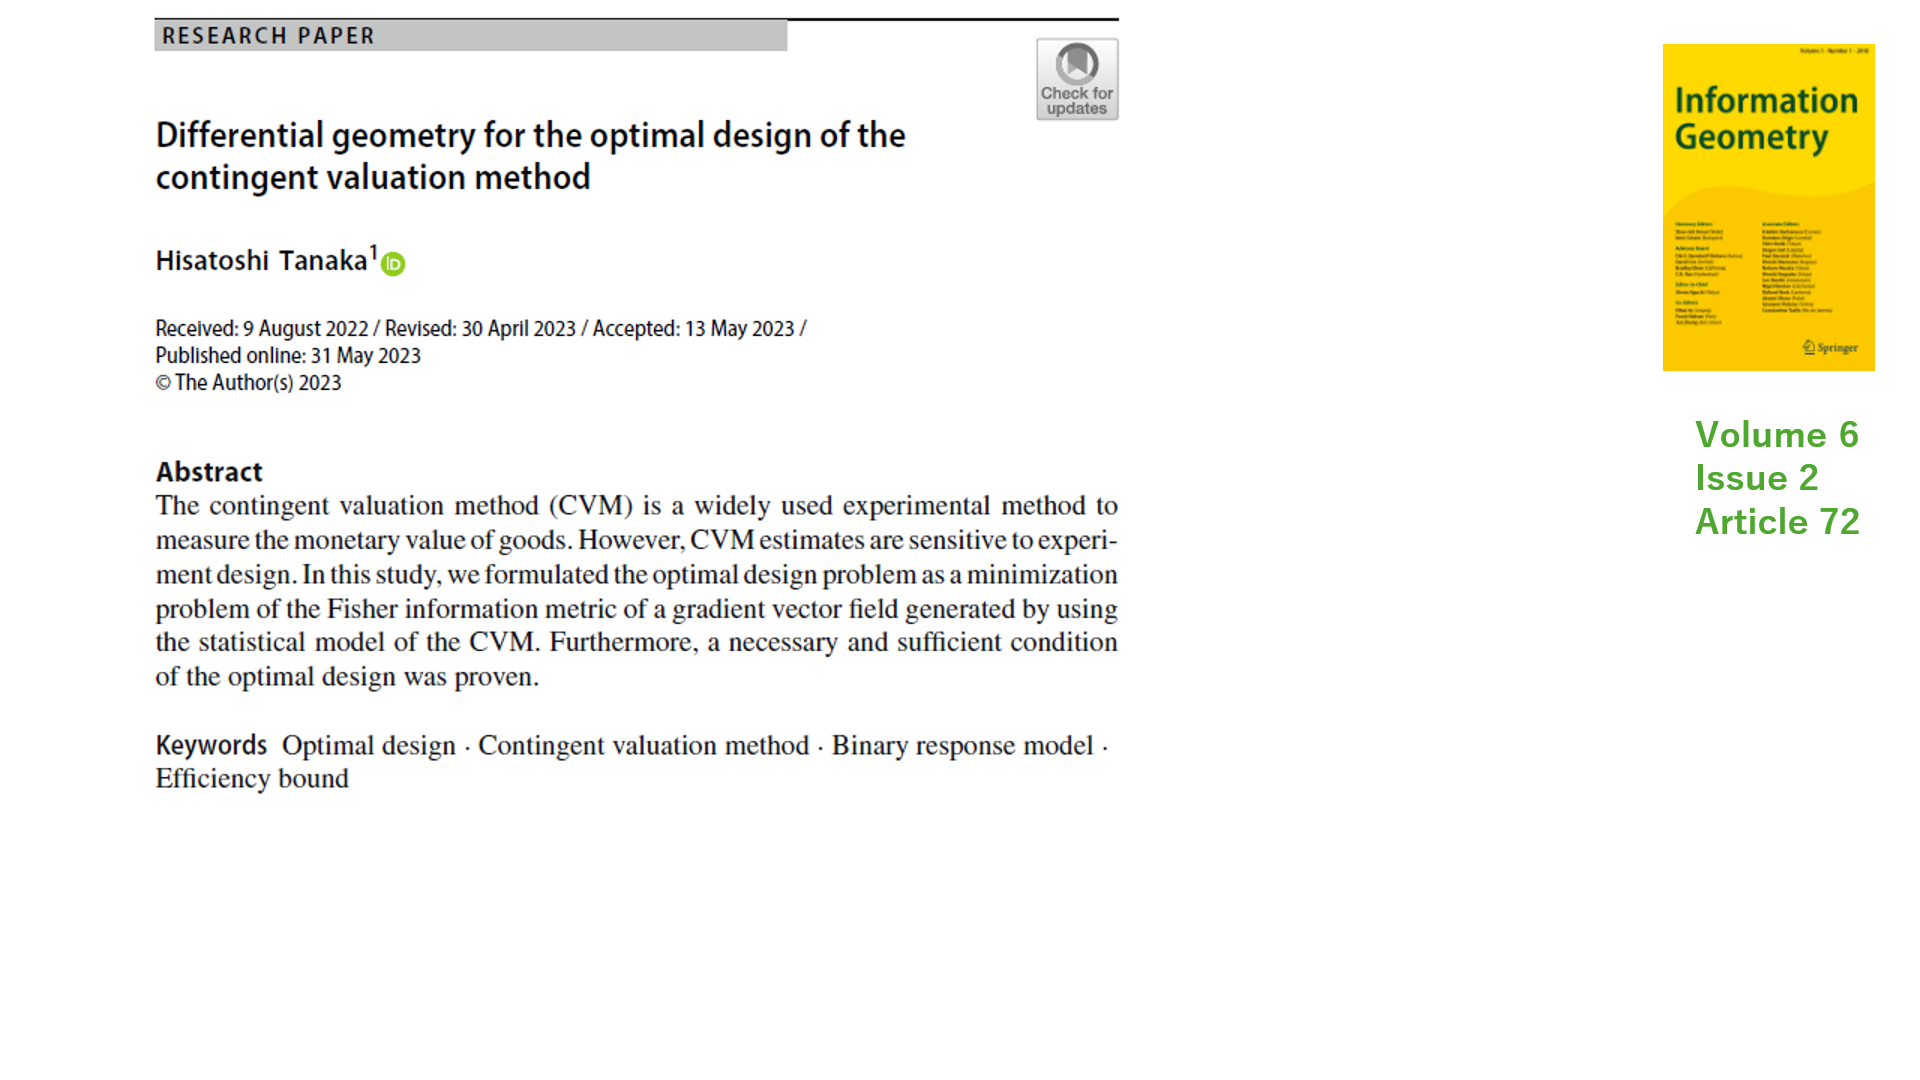 RESEARCH PAPER
Check for
updates
Differential geometry for the optimal design of the
contingent valuation method
Hisatoshi Tanaka¹ iD
Received: 9 August 2022 / Revised: 30 April 2023 / Accepted: 13 May 2023 /
Published online: 31 May 2023
© The Author(s) 2023
Abstract
The contingent valuation method (CVM) is a widely used experimental method to
measure the monetary value of goods. However, CVM estimates are sensitive to experi-
ment design. In this study, we formulated the optimal design problem as a minimization
problem of the Fisher information metric of a gradient vector field generated by using
the statistical model of the CVM. Furthermore, a necessary and sufficient condition
of the optimal design was proven.
Keywords Optimal design · Contingent valuation method · Binary response model ·
Efficiency bound
Information
Geometry
Springer
Volume 6
Issue 2
Article 72